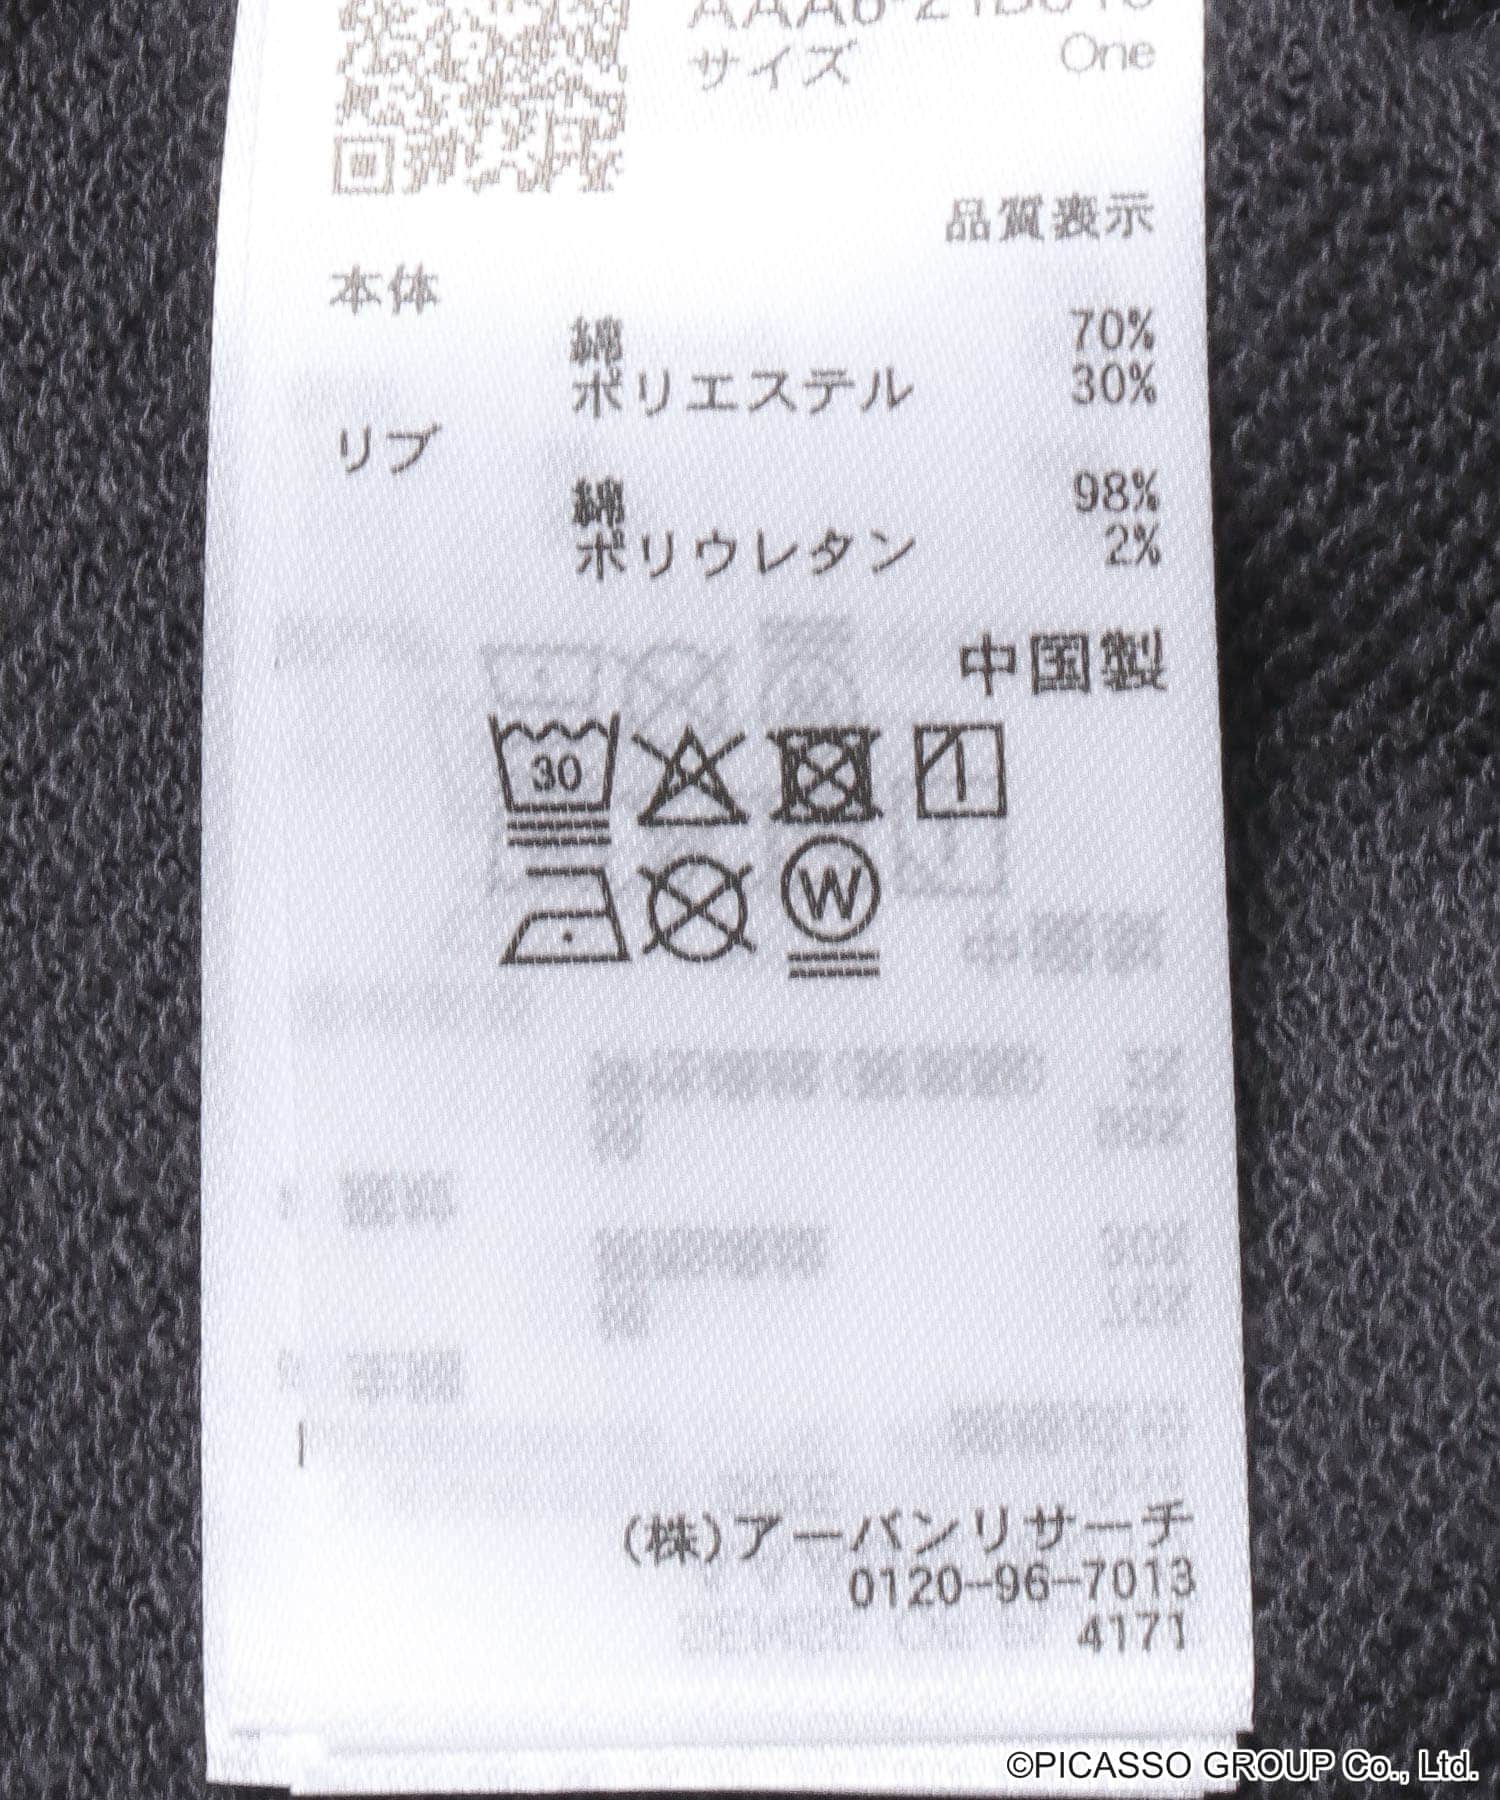 サイズ One
品質表示
本体
綿 70%
ポリエステル 30%
リブ
綿 98%
ポリウレタン 2%
中国製
30
W
(株)アーバンリサーチ
0120-96-7013
4171
©PICASSO GROUP Co., Ltd.